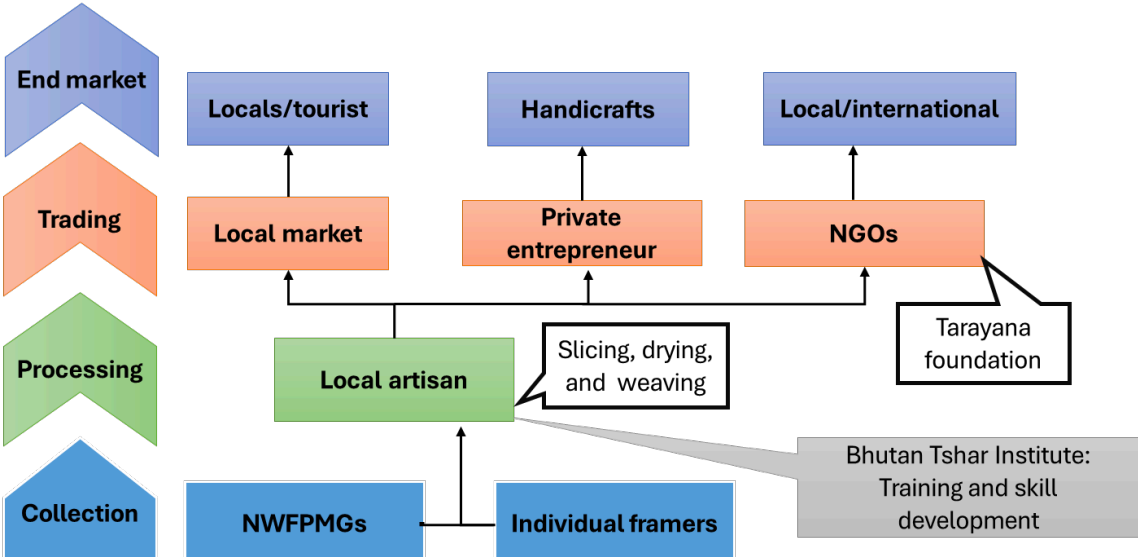 End market
Locals/tourist
Handicrafts
Local/international
Trading
Local market
Private
entrepreneur
NGOs
Tarayana
foundation
Processing
Local artisan
Slicing, drying,
and weaving
Bhutan Tshar Institute:
Training and skill
development
Collection
NWFPMGs
Individual framers